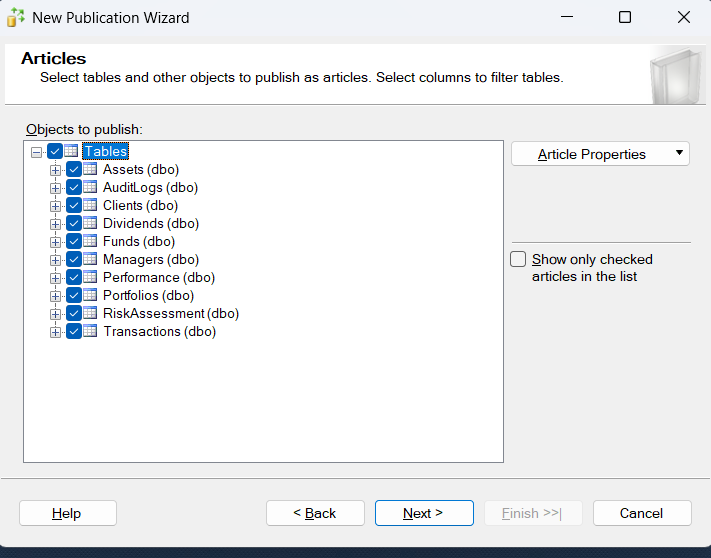 New Publication Wizard
Articles
Select tables and other objects to publish as articles. Select columns to filter tables.
Objects to publish:
Tables
Assets (dbo)
AuditLogs (dbo)
Clients (dbo)
Dividends (dbo)
Funds (dbo)
Managers (dbo)
Performance (dbo)
Portfolios (dbo)
RiskAssessment (dbo)
Transactions (dbo)
Article Properties
Show only checked
articles in the list
Help
< Back
Next >
Finish >>|
Cancel